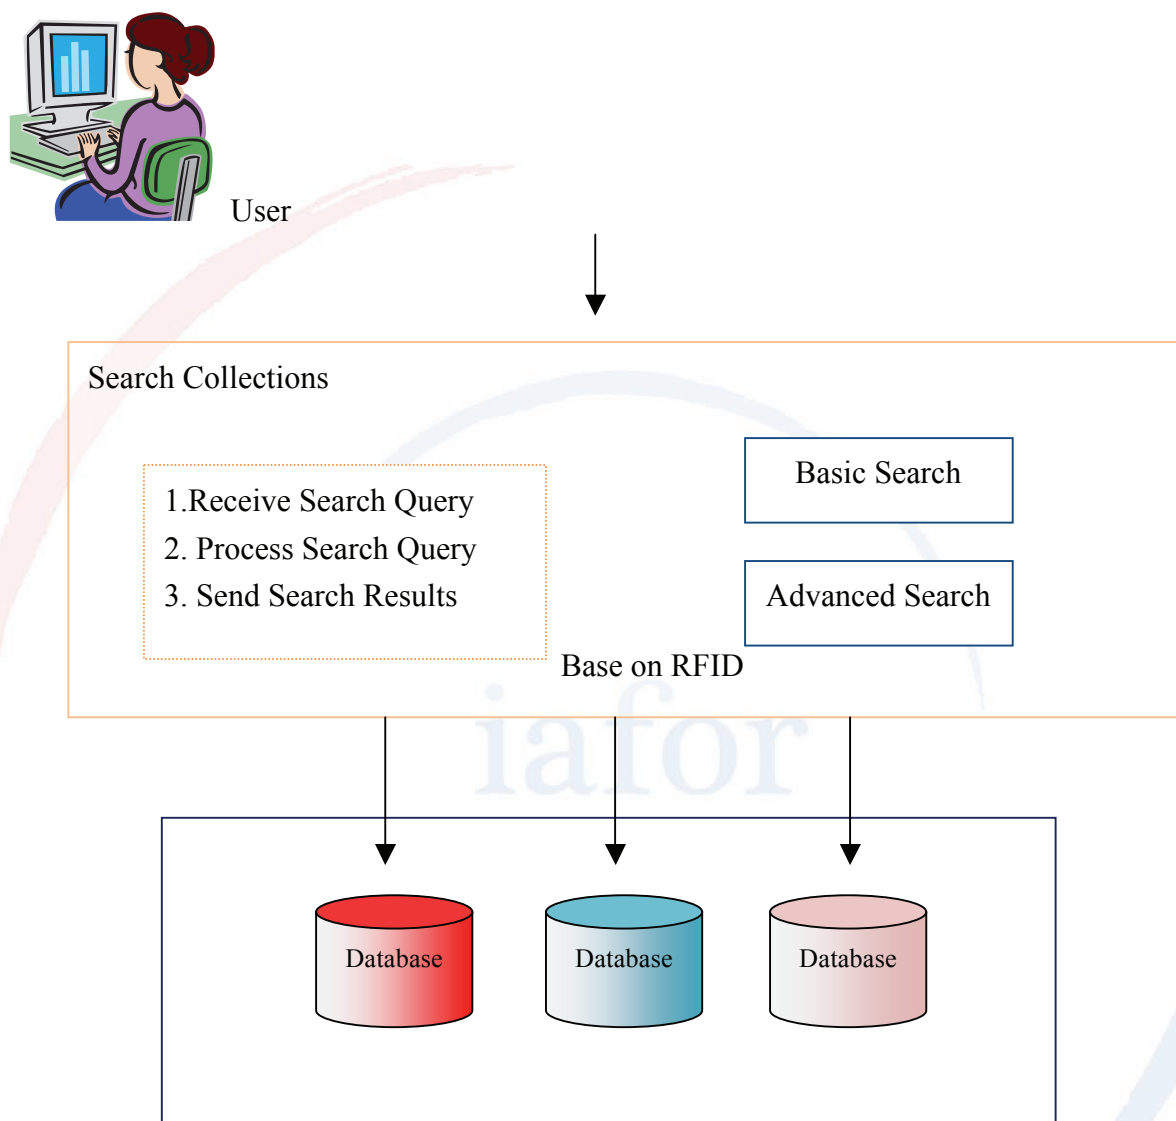 User
Search Collections
Basic Search
1.Receive Search Query
2. Process Search Query
3. Send Search Results
Advanced Search
Base on RFID
iafor
Database
Database
Database